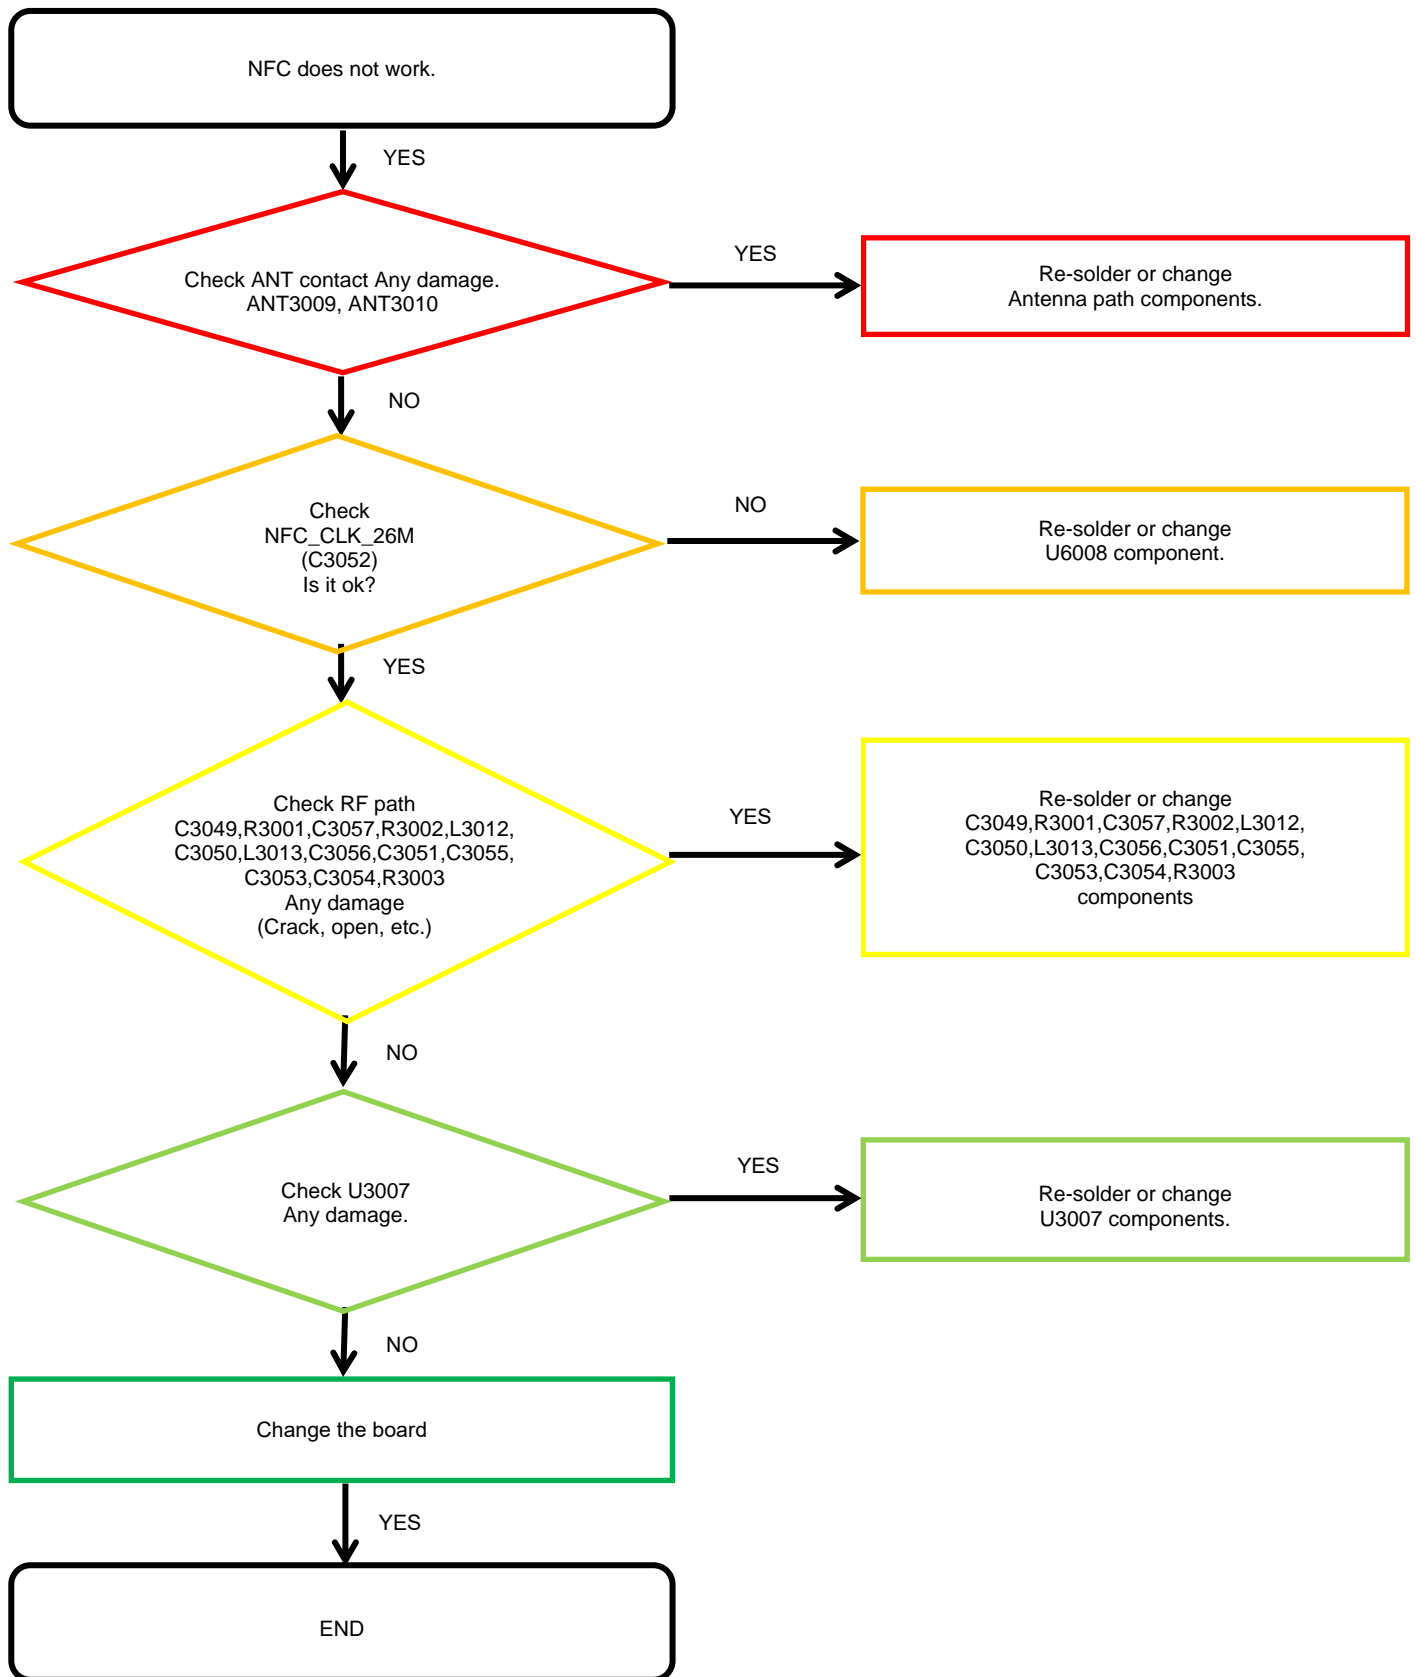 NFC does not work.
YES
Check ANT contact Any damage.
ANT3009, ANT3010
YES
Re-solder or change
Antenna path components.
NO
Check
NFC_CLK_26M
(C3052)
Is it ok?
NO
Re-solder or change
U6008 component.
YES
Check RF path
C3049,R3001,C3057,R3002,L3012,
C3050,L3013,C3056,C3051,C3055,
C3053,C3054,R3003
Any damage
(Crack, open, etc.)
YES
Re-solder or change
C3049,R3001,C3057,R3002,L3012,
C3050,L3013,C3056,C3051,C3055,
C3053,C3054,R3003
components
NO
Check U3007
Any damage.
YES
Re-solder or change
U3007 components.
NO
Change the board
YES
END